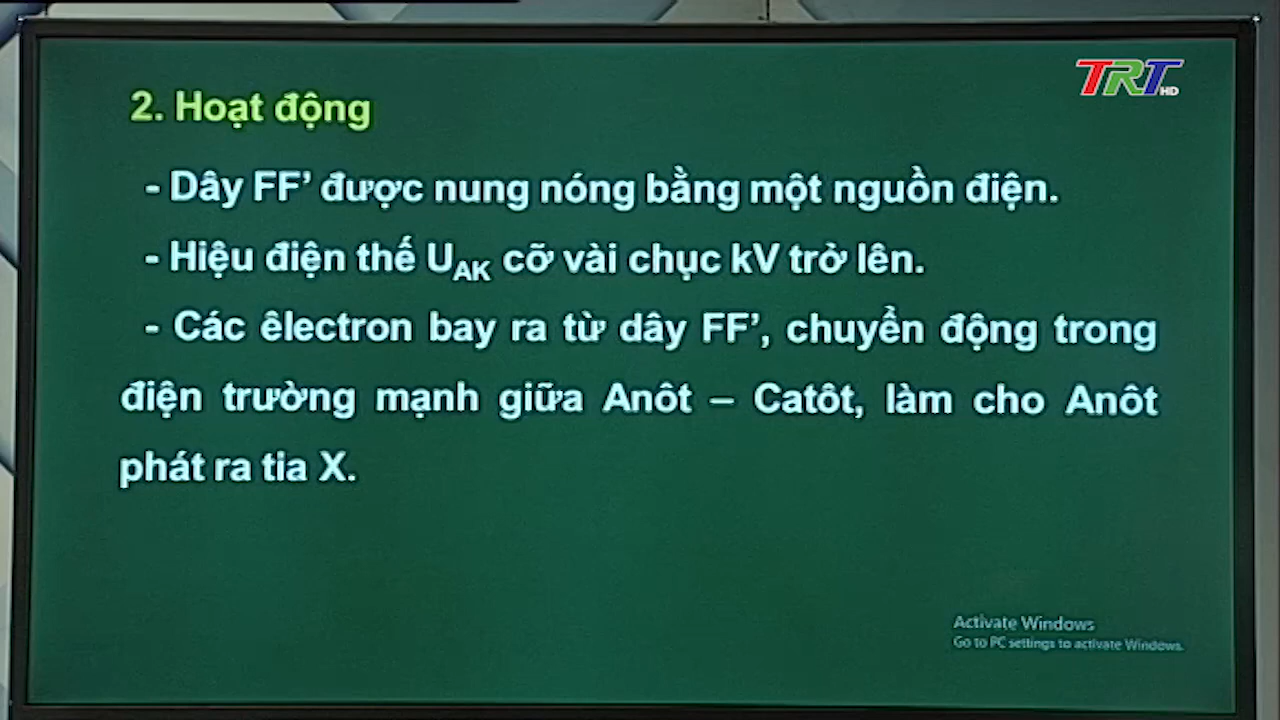 TRT HD
2. Hoạt động
- Dây FF’ được nung nóng bằng một nguồn điện.
- Hiệu điện thế UAK cỡ vài chục kV trở lên.
- Các êlectron bay ra từ dây FF’, chuyển động trong
điện trường mạnh giữa Anôt – Catôt, làm cho Anôt
phát ra tia X.
Activate Windows
Go to PC settings to activate Windows.